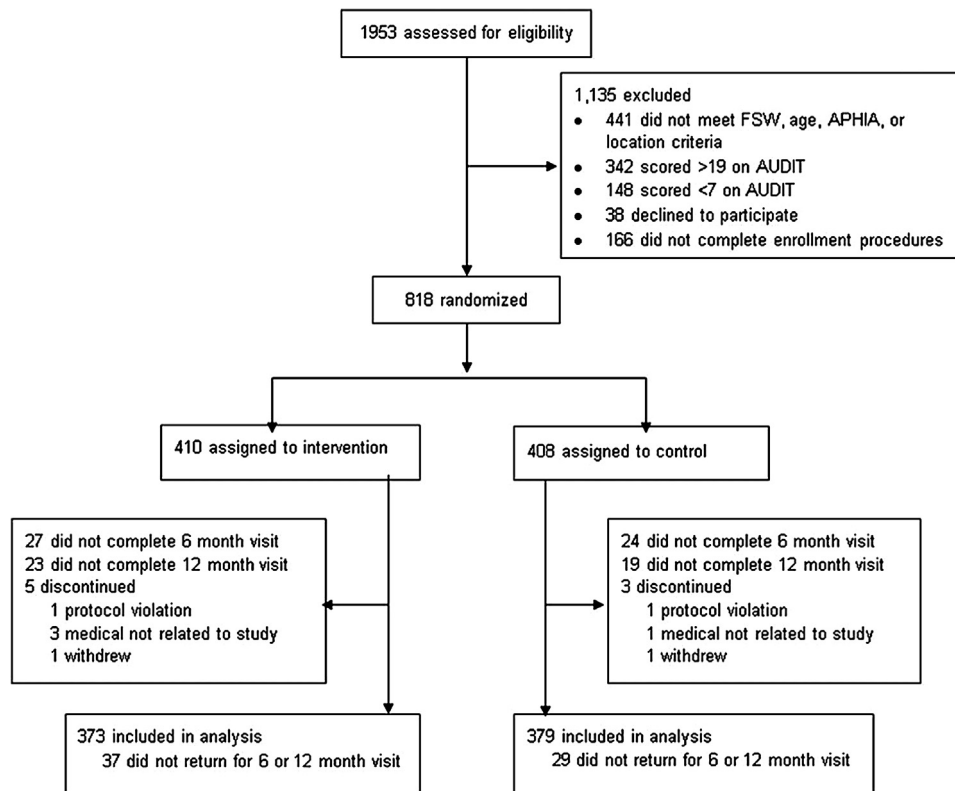 1953 assessed for eligibility
1,135 excluded
• 441 did not meet FSW, age, APHIA, or
location criteria
• 342 scored >19 on AUDIT
• 148 scored <7 on AUDIT
• 38 declined to participate
• 166 did not complete enrollment procedures
818 randomized
410 assigned to intervention
408 assigned to control
27 did not complete 6 month visit
23 did not complete 12 month visit
5 discontinued
1 protocol violation
3 medical not related to study
1 withdrew
24 did not complete 6 month visit
19 did not complete 12 month visit
3 discontinued
1 protocol violation
1 medical not related to study
1 withdrew
373 included in analysis
37 did not return for 6 or 12 month visit
379 included in analysis
29 did not return for 6 or 12 month visit